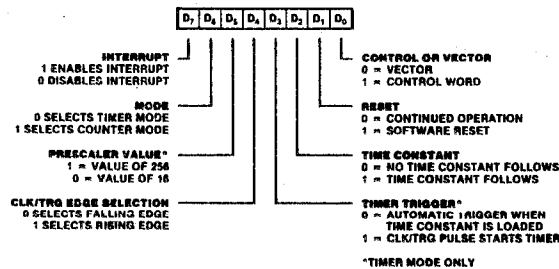 D7 D6 D5 D4 D3 D2 D1 D0
INTERRUPT
1 ENABLES INTERRUPT
0 DISABLES INTERRUPT
MODE
0 SELECTS TIMER MODE
1 SELECTS COUNTER MODE
PRESCALER VALUE*
1 = VALUE OF 256
0 = VALUE OF 16
CLK/TRG EDGE SELECTION
0 SELECTS FALLING EDGE
1 SELECTS RISING EDGE
CONTROL OR VECTOR
0 = VECTOR
1 = CONTROL WORD
RESET
0 = CONTINUED OPERATION
1 = SOFTWARE RESET
TIME CONSTANT
0 = NO TIME CONSTANT FOLLOWS
1 = TIME CONSTANT FOLLOWS
TIMER TRIGGER*
0 = AUTOMATIC TRIGGER WHEN
TIME CONSTANT IS LOADED
1 = CLK/TRG PULSE STARTS TIMER
*TIMER MODE ONLY